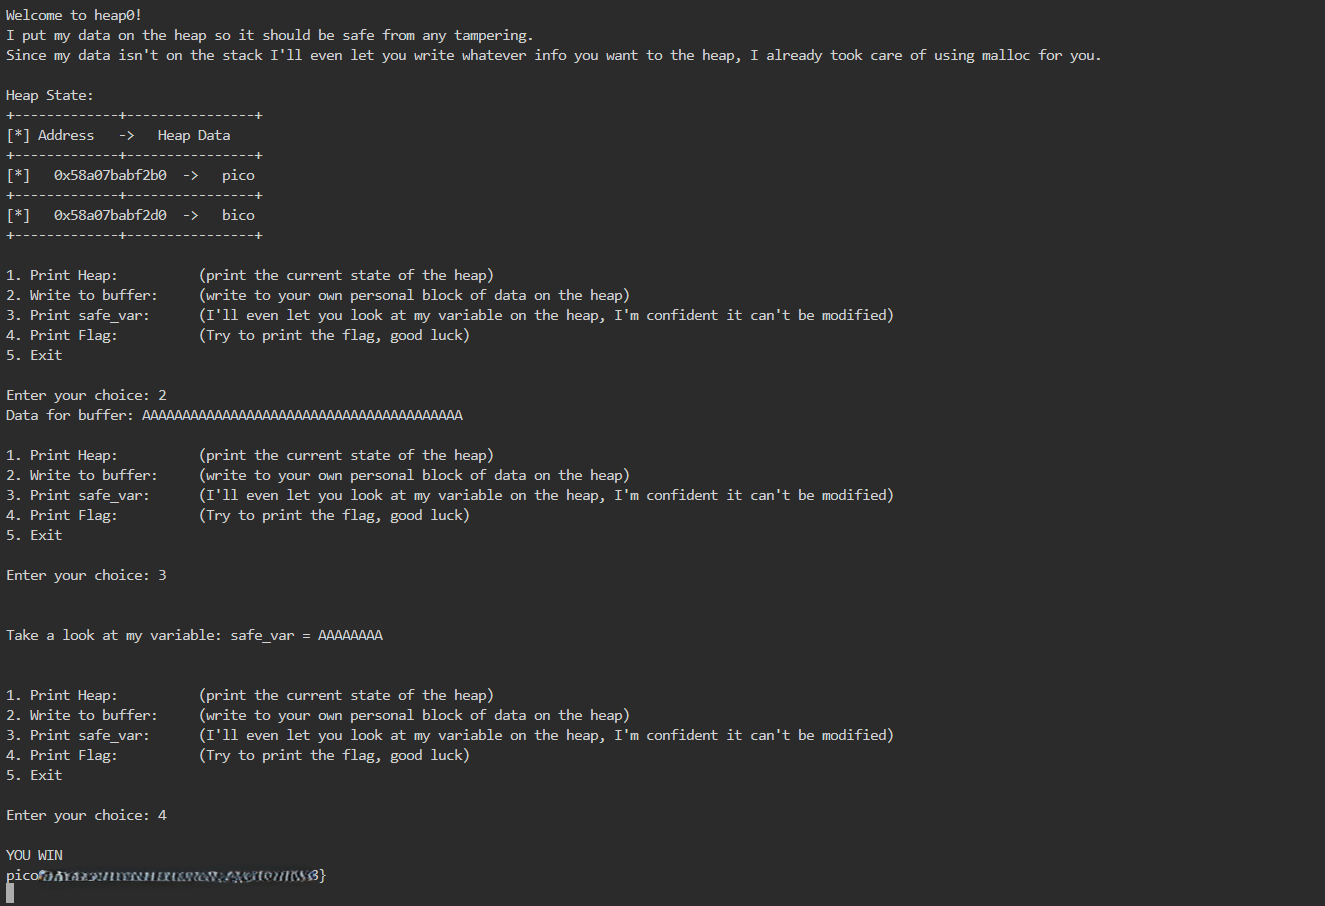 Welcome to heap0!
I put my data on the heap so it should be safe from any tampering.
Since my data isn't on the stack I'll even let you write whatever info you want to the heap, I already took care of using malloc for you.
Heap State:
+-------------+----------------+
[*] Address   ->   Heap Data
+-------------+----------------+
[*]   0x58a07babf2b0  ->   pico
+-------------+----------------+
[*]   0x58a07babf2d0  ->   bico
+-------------+----------------+
1. Print Heap:          (print the current state of the heap)
2. Write to buffer:     (write to your own personal block of data on the heap)
3. Print safe_var:      (I'll even let you look at my variable on the heap, I'm confident it can't be modified)
4. Print Flag:          (Try to print the flag, good luck)
5. Exit
Enter your choice: 2
Data for buffer: AAAAAAAAAAAAAAAAAAAAAAAAAAAAAAAAAAAAAAAA
1. Print Heap:          (print the current state of the heap)
2. Write to buffer:     (write to your own personal block of data on the heap)
3. Print safe_var:      (I'll even let you look at my variable on the heap, I'm confident it can't be modified)
4. Print Flag:          (Try to print the flag, good luck)
5. Exit
Enter your choice: 3
Take a look at my variable: safe_var = AAAAAAAA
1. Print Heap:          (print the current state of the heap)
2. Write to buffer:     (write to your own personal block of data on the heap)
3. Print safe_var:      (I'll even let you look at my variable on the heap, I'm confident it can't be modified)
4. Print Flag:          (Try to print the flag, good luck)
5. Exit
Enter your choice: 4
YOU WIN